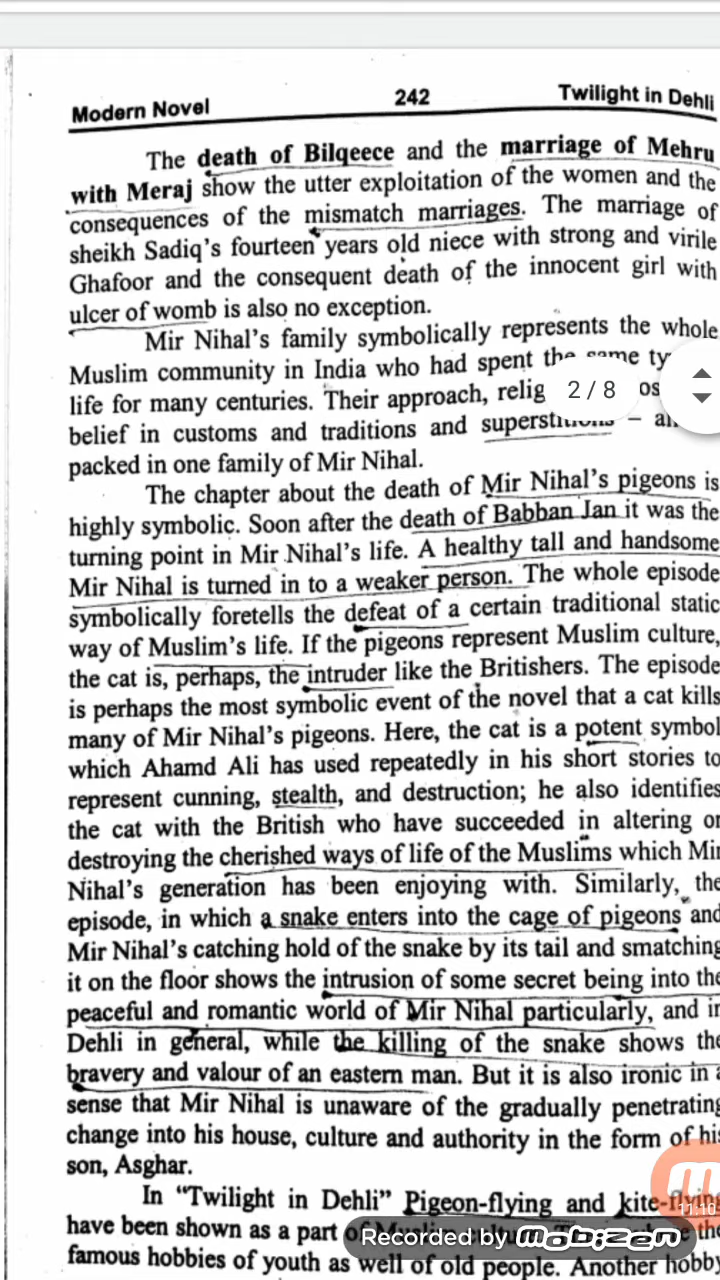 Modern Novel 242 Twilight in Dehli
The death of Bilqeece and the marriage of Mehru
with Meraj show the utter exploitation of the women and the
consequences of the mismatch marriages. The marriage of
sheikh Sadiq's fourteen years old niece with strong and virile
Ghafoor and the consequent death of the innocent girl with
ulcer of womb is also no exception.
Mir Nihal's family symbolically represents the whole
Muslim community in India who had spent the same ty
life for many centuries. Their approach, relig 2 / 8 os
belief in customs and traditions and superstitions – a
packed in one family of Mir Nihal.
The chapter about the death of Mir Nihal's pigeons is
highly symbolic. Soon after the death of Babban Jan it was the
turning point in Mir Nihal's life. A healthy tall and handsome
Mir Nihal is turned in to a weaker person. The whole episode
symbolically foretells the defeat of a certain traditional static
way of Muslim's life. If the pigeons represent Muslim culture,
the cat is, perhaps, the intruder like the Britishers. The episode
is perhaps the most symbolic event of the novel that a cat kills
many of Mir Nihal's pigeons. Here, the cat is a potent symbol
which Ahamd Ali has used repeatedly in his short stories to
represent cunning, stealth, and destruction; he also identifies
the cat with the British who have succeeded in altering or
destroying the cherished ways of life of the Muslims which Mir
Nihal's generation has been enjoying with. Similarly, the
episode, in which a snake enters into the cage of pigeons and
Mir Nihal's catching hold of the snake by its tail and smatching
it on the floor shows the intrusion of some secret being into the
peaceful and romantic world of Mir Nihal particularly, and in
Dehli in general, while the killing of the snake shows the
bravery and valour of an eastern man. But it is also ironic in a
sense that Mir Nihal is unaware of the gradually penetrating
change into his house, culture and authority in the form of his
son, Asghar.
In "Twilight in Dehli" Pigeon-flying and kite-flying
11:10
have been shown as a part of the
Recorded by mobizen
famous hobbies of youth as well of old people. Another hobby